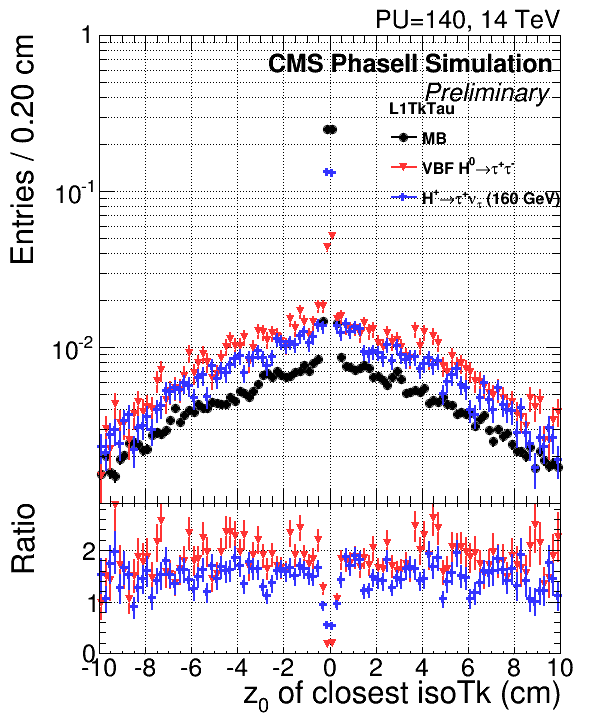 PU=140, 14 TeV
CMS PhaseII Simulation
Preliminary
L1TkTau
MB
VBF H⁰→τ⁺τ⁻
H⁺→τ⁺ντ (160 GeV)
Entries / 0.20 cm
1
10⁻¹
10⁻²
Ratio
2
1
0
-10 -8 -6 -4 -2 0 2 4 6 8 10
z₀ of closest isoTk (cm)